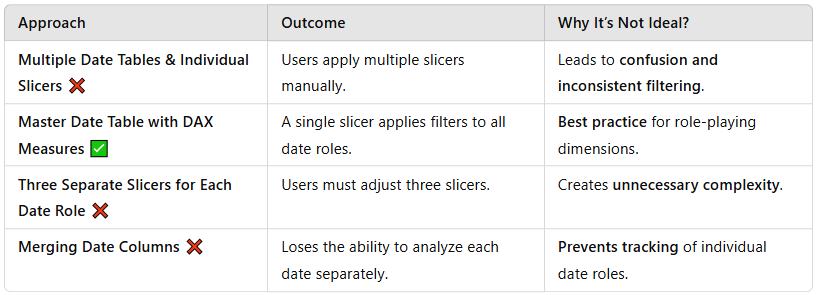 Approach Outcome Why It’s Not Ideal?
Multiple Date Tables & Individual
Slicers ❌
Users apply multiple slicers
manually.
Leads to confusion and
inconsistent filtering.
Master Date Table with DAX
Measures ✅
A single slicer applies filters to all
date roles.
Best practice for role-playing
dimensions.
Three Separate Slicers for Each
Date Role ❌
Users must adjust three slicers.
Creates unnecessary complexity.
Merging Date Columns ❌
Loses the ability to analyze each
date separately.
Prevents tracking of individual
date roles.